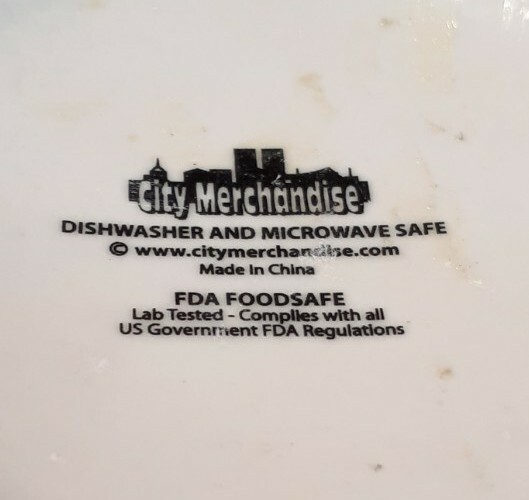 City Merchandise
DISHWASHER AND MICROWAVE SAFE
© www.citymerchandise.com
Made In China
FDA FOODSAFE
Lab Tested - Complies with all
US Government FDA Regulations